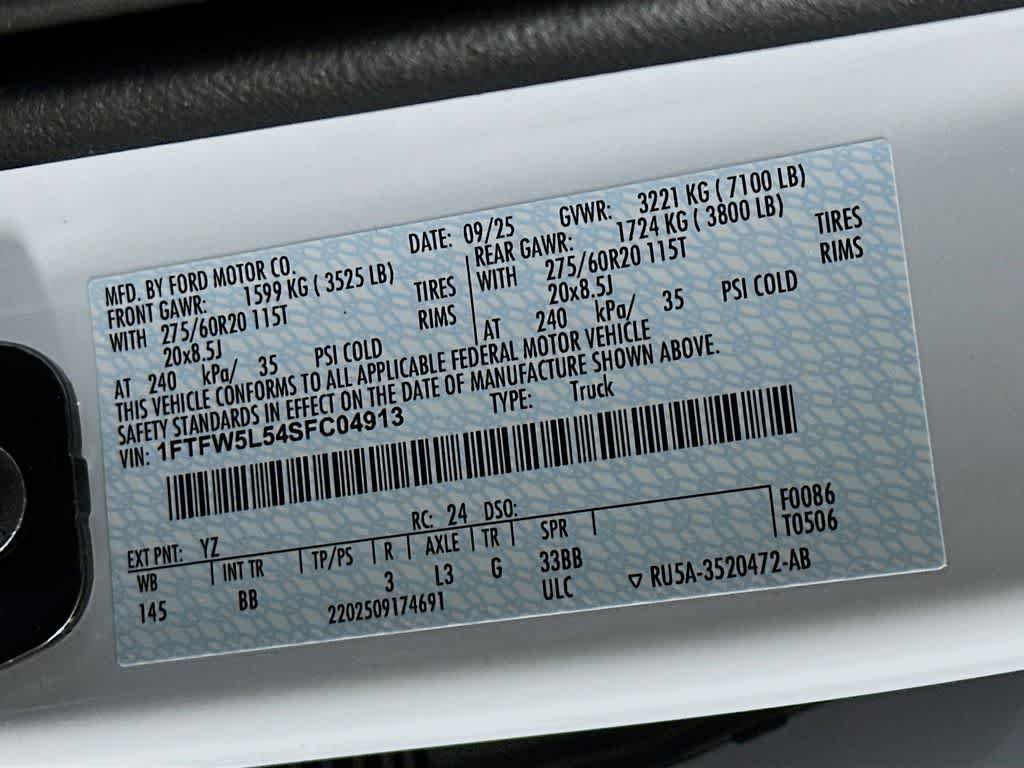 MFD. BY FORD MOTOR CO. DATE: 09/25 GVWR: 3221 KG ( 7100 LB)
FRONT GAWR: 1599 KG ( 3525 LB) REAR GAWR: 1724 KG ( 3800 LB)
WITH 275/60R20 115T TIRES WITH 275/60R20 115T TIRES
20x8.5J RIMS 20x8.5J RIMS
AT 240 kPa/ 35 PSI COLD AT 240 kPa/ 35 PSI COLD
THIS VEHICLE CONFORMS TO ALL APPLICABLE FEDERAL MOTOR VEHICLE
SAFETY STANDARDS IN EFFECT ON THE DATE OF MANUFACTURE SHOWN ABOVE.
VIN: 1FTFW5L54SFC04913 TYPE: Truck
EXT PNT: YZ RC: 24 DSO: F0086
WB INT TR TP/PS R AXLE TR SPR T0506
145 BB 3 L3 G 33BB
2202509174691 ULC ▽ RU5A-3520472-AB